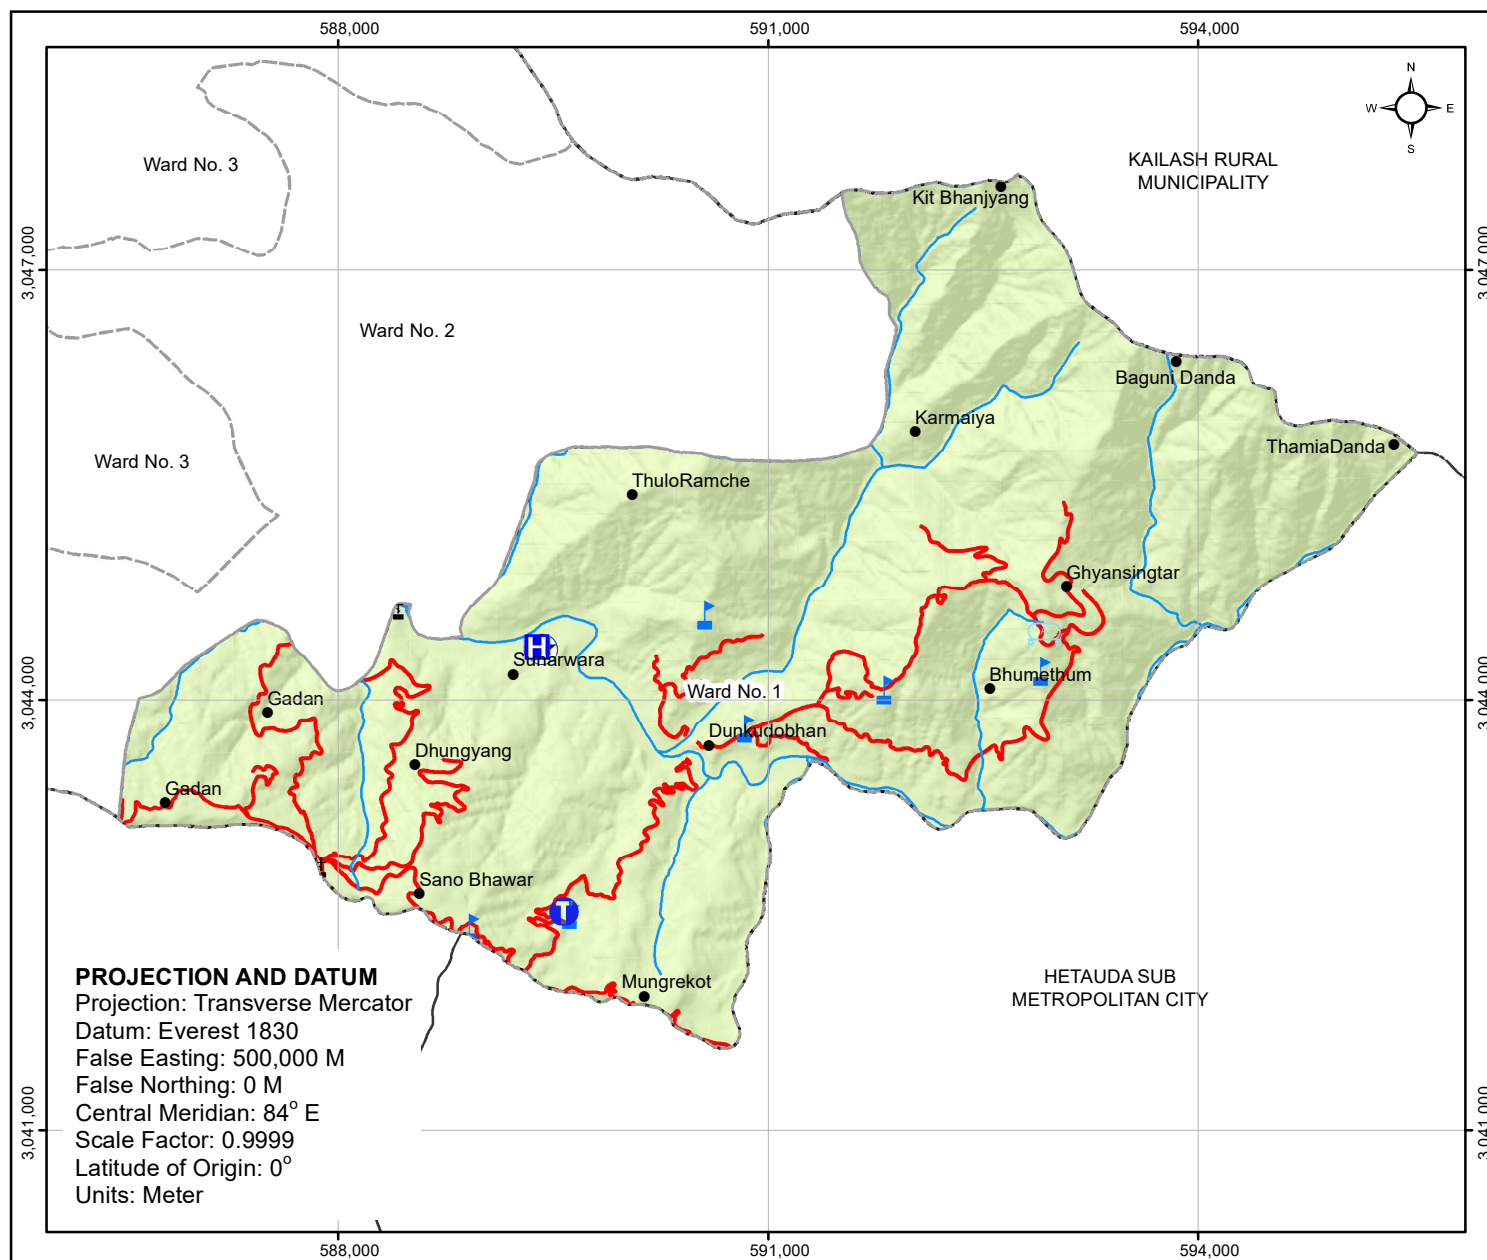 588,000
591,000
594,000
N
W
E
S
Ward No. 3
KAILASH RURAL
MUNICIPALITY
Kit Bhanjyang
3,047,000
3,047,000
Ward No. 2
Baguni Danda
Karmaiya
ThamiaDanda
Ward No. 3
ThuloRamche
Ghyansingtar
H
Sunarwara
Bhumethum
3,044,000
3,044,000
Ward No. 1
Gadan
Dunkudobhan
Dhungyang
Gadan
Sano Bhawar
T
Mungrekot
HETAUDA SUB
METROPOLITAN CITY
PROJECTION AND DATUM
Projection: Transverse Mercator
Datum: Everest 1830
False Easting: 500,000 M
False Northing: 0 M
Central Meridian: 84° E
Scale Factor: 0.9999
Latitude of Origin: 0°
Units: Meter
3,041,000
3,041,000
588,000
591,000
594,000